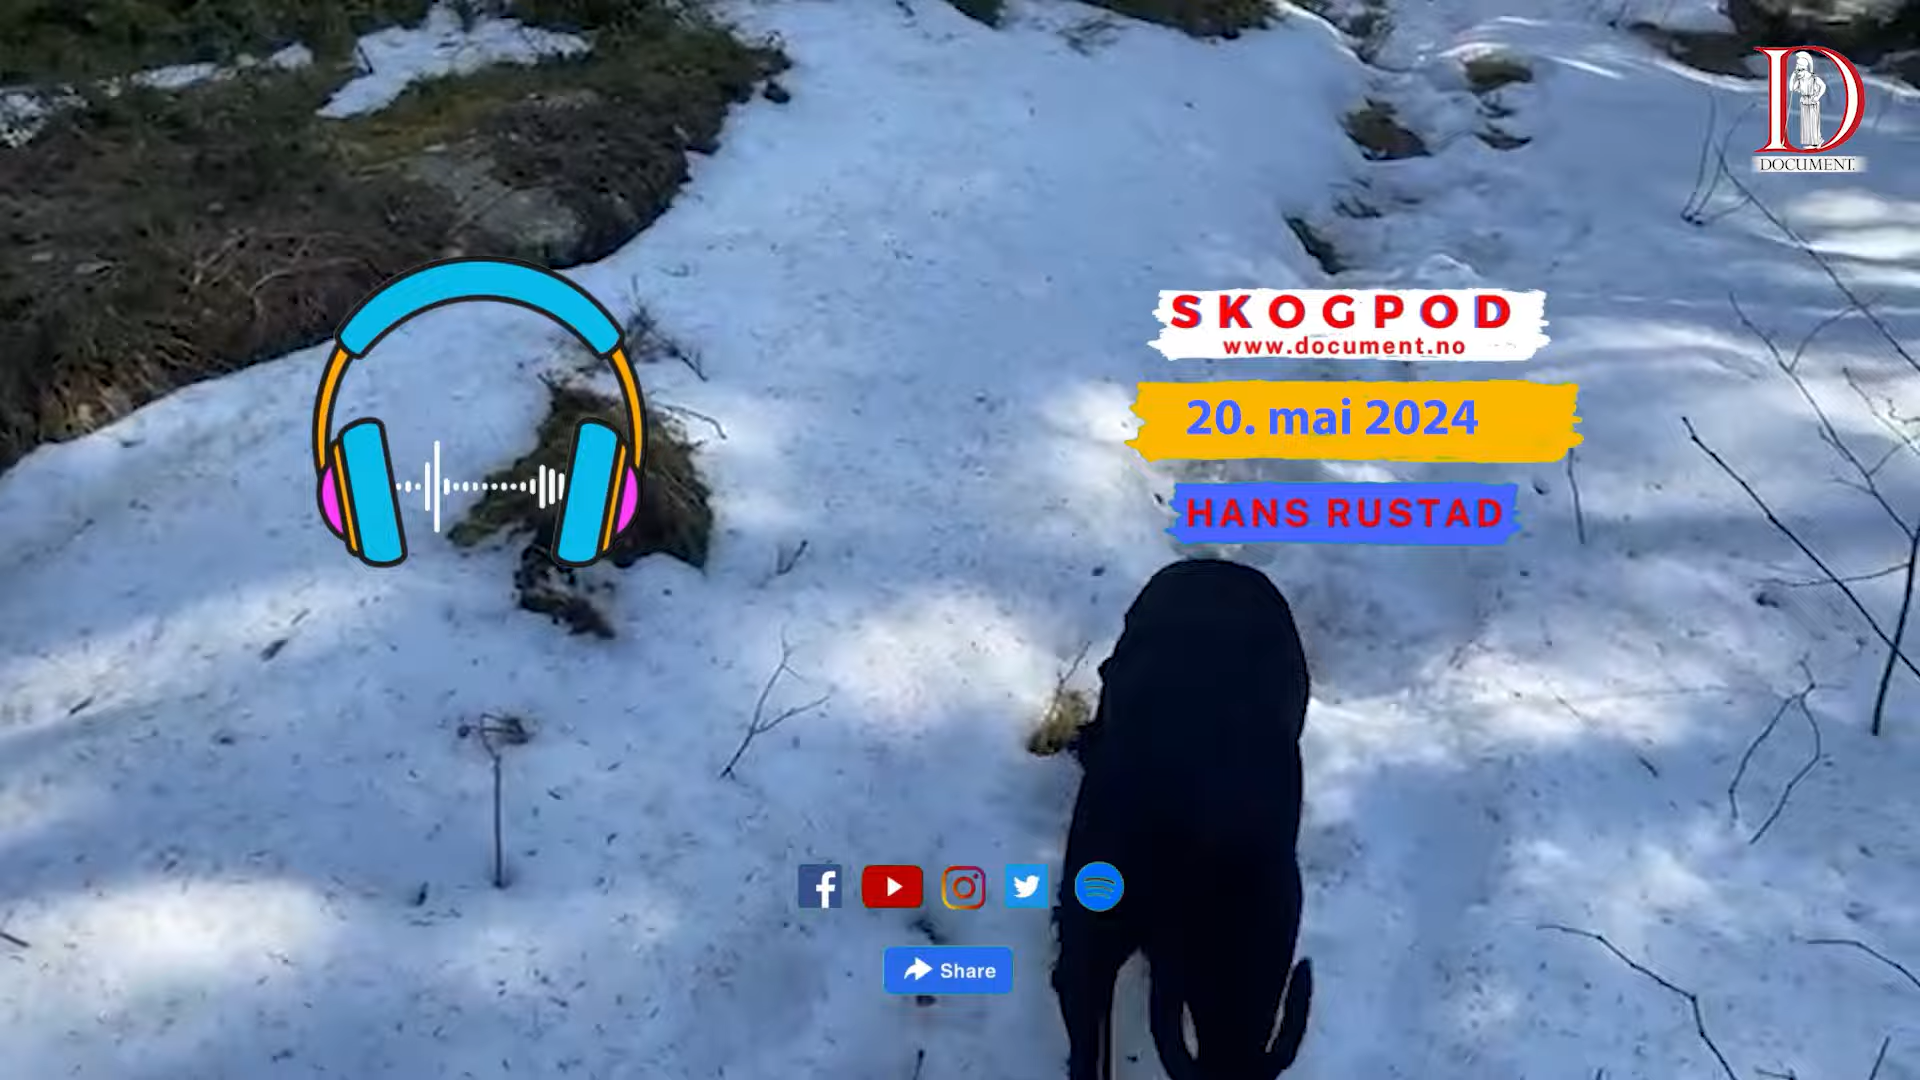 DOCUMENT.
SKOGPOD
www.document.no
20. mai 2024
HANS RUSTAD
Share